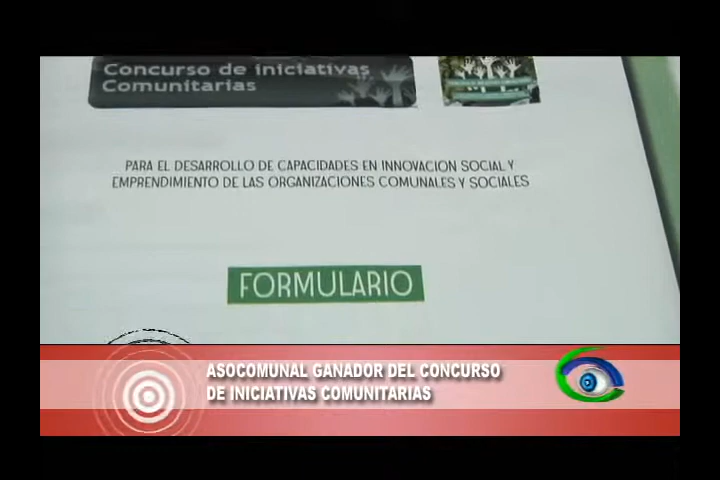 Concurso de iniciativas
Comunitarias
PARA EL DESARROLLO DE CAPACIDADES EN INNOVACION SOCIAL Y
EMPRENDIMIENTO DE LAS ORGANIZACIONES COMUNALES Y SOCIALES
FORMULARIO
ASOCOMUNAL GANADOR DEL CONCURSO
DE INICIATIVAS COMUNITARIAS